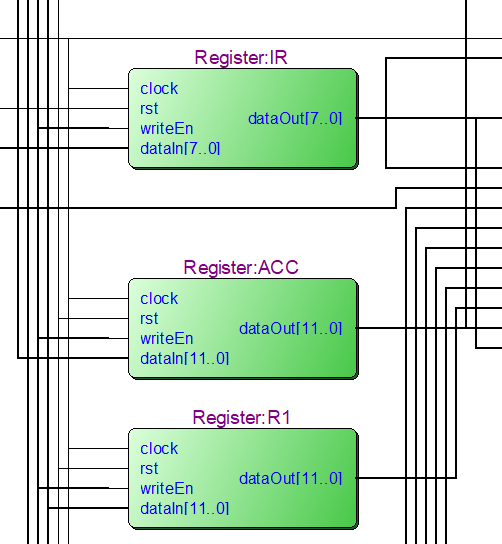 Register:IR
clock
rst
writeEn
dataIn[7..0]
dataOut[7..0]
Register:ACC
clock
rst
writeEn
dataIn[11..0]
dataOut[11..0]
Register:R1
clock
rst
writeEn
dataIn[11..0]
dataOut[11..0]